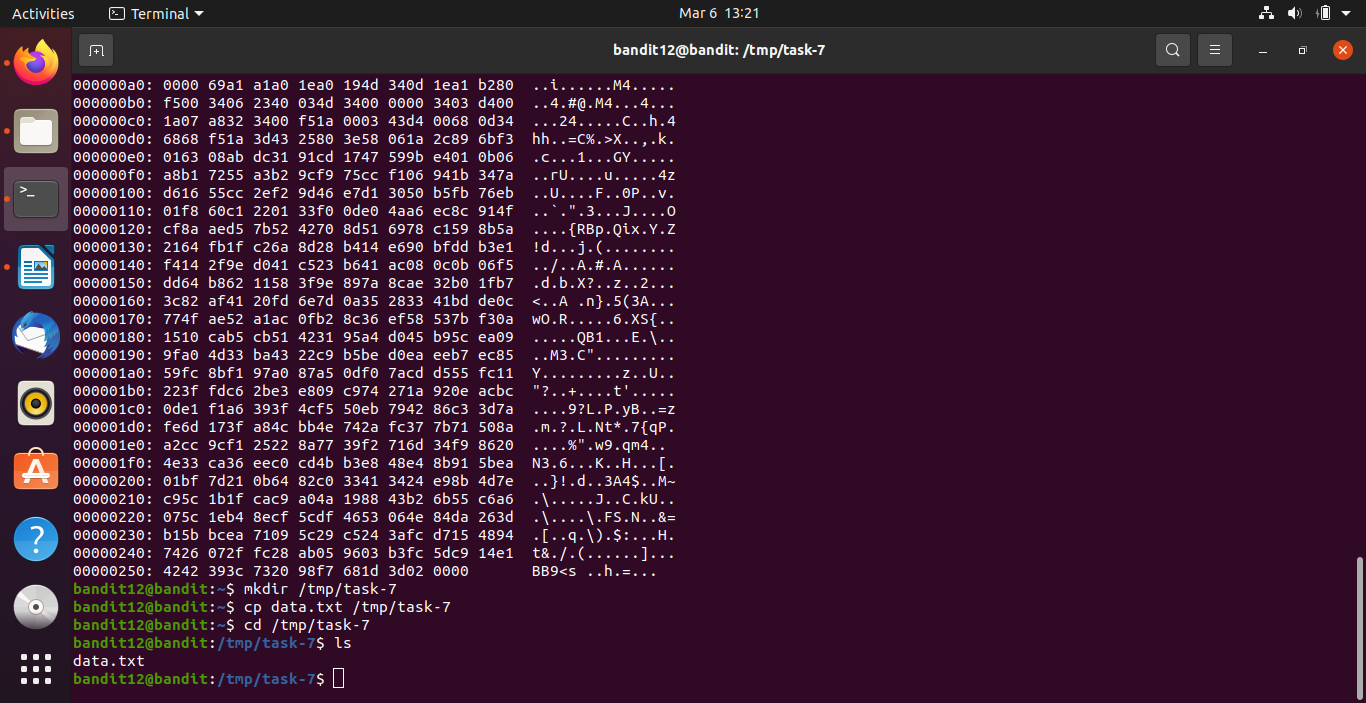 Activities
Terminal
Mar 6 13:21
bandit12@bandit: /tmp/task-7
000000a0: 0000 69a1 a1a0 1ea0 194d 340d 1ea1 b280 ..i......M4.....
000000b0: f500 3406 2340 034d 3400 0000 3403 d400 ..4.#@.M4...4...
000000c0: 1a07 a832 3400 f51a 0003 43d4 0068 0d34 ...24.....C..h.4
000000d0: 6868 f51a 3d43 2580 3e58 061a 2c89 6bf3 hh..=C%.>X..,.k.
000000e0: 0163 08ab dc31 91cd 1747 599b e401 0b06 .c...1...GY.....
000000f0: a8b1 7255 a3b2 9cf9 75cc f106 941b 347a ..rU....u.....4z
00000100: d616 55cc 2ef2 9d46 e7d1 3050 b5fb 76eb ..U....F..0P..v.
00000110: 01f8 60c1 2201 33f0 0de0 4aa6 ec8c 914f ..`.".3...J....O
00000120: cf8a aed5 7b52 4270 8d51 6978 c159 8b5a ....{RBp.Qix.Y.Z
00000130: 2164 fb1f c26a 8d28 b414 e690 bfdd b3e1 !d...j.(........
00000140: f414 2f9e d041 c523 b641 ac08 0c0b 06f5 ../..A.#.A......
00000150: dd64 b862 1158 3f9e 897a 8cae 32b0 1fb7 .d.b.X?..z..2...
00000160: 3c82 af41 20fd 6e7d 0a35 2833 41bd de0c <..A .n}.5(3A...
00000170: 774f ae52 a1ac 0fb2 8c36 ef58 537b f30a wO.R.....6.XS{..
00000180: 1510 cab5 cb51 4231 95a4 d045 b95c ea09 .....QB1...E.\..
00000190: 9fa0 4d33 ba43 22c9 b5be d0ea eeb7 ec85 ..M3.C".........
000001a0: 59fc 8bf1 97a0 87a5 0df7 7acd d555 fc11 Y.........z..U..
000001b0: 223f fdc6 2be3 e809 c974 271a 920e acbc "?..+....t'.....
000001c0: 0de1 f1a6 393f 4cf5 50eb 7942 86c3 3d7a ....9?L.P.yB..=z
000001d0: fe6d 173f a84c bb4e 742a fc37 7b71 508a .m.?.L.Nt*.7{qP.
000001e0: a2cc 9cf1 2522 8a77 39f2 716d 34f9 8620 ....%".w9.qm4..
000001f0: 4e33 ca36 eec0 cd4b b3e8 48e4 8b91 5bea N3.6...K..H...[.
00000200: 01bf 7d21 0b64 82c0 3341 3424 e98b 4d7e ..}!.d..3A4$..M~
00000210: c95c 1b1f cac9 a04a 1988 43b2 6b55 c6a6 .\.....J..C.kU..
00000220: 075c 1eb4 8ecf 5cdf 4653 064e 84da 263d .\....\.FS.N..&=
00000230: b15b bcea 7109 5c29 c524 3afc d715 4894 .[..q.\).$:...H.
00000240: 7426 072f fc28 ab05 9603 b3fc 5dc9 14e1 t&./.(......]...
00000250: 4242 393c 7320 98f7 681d 3d02 0000 BB9<s ..h.=...
bandit12@bandit:~$ mkdir /tmp/task-7
bandit12@bandit:~$ cp data.txt /tmp/task-7
bandit12@bandit:~$ cd /tmp/task-7
bandit12@bandit:/tmp/task-7$ ls
data.txt
bandit12@bandit:/tmp/task-7$